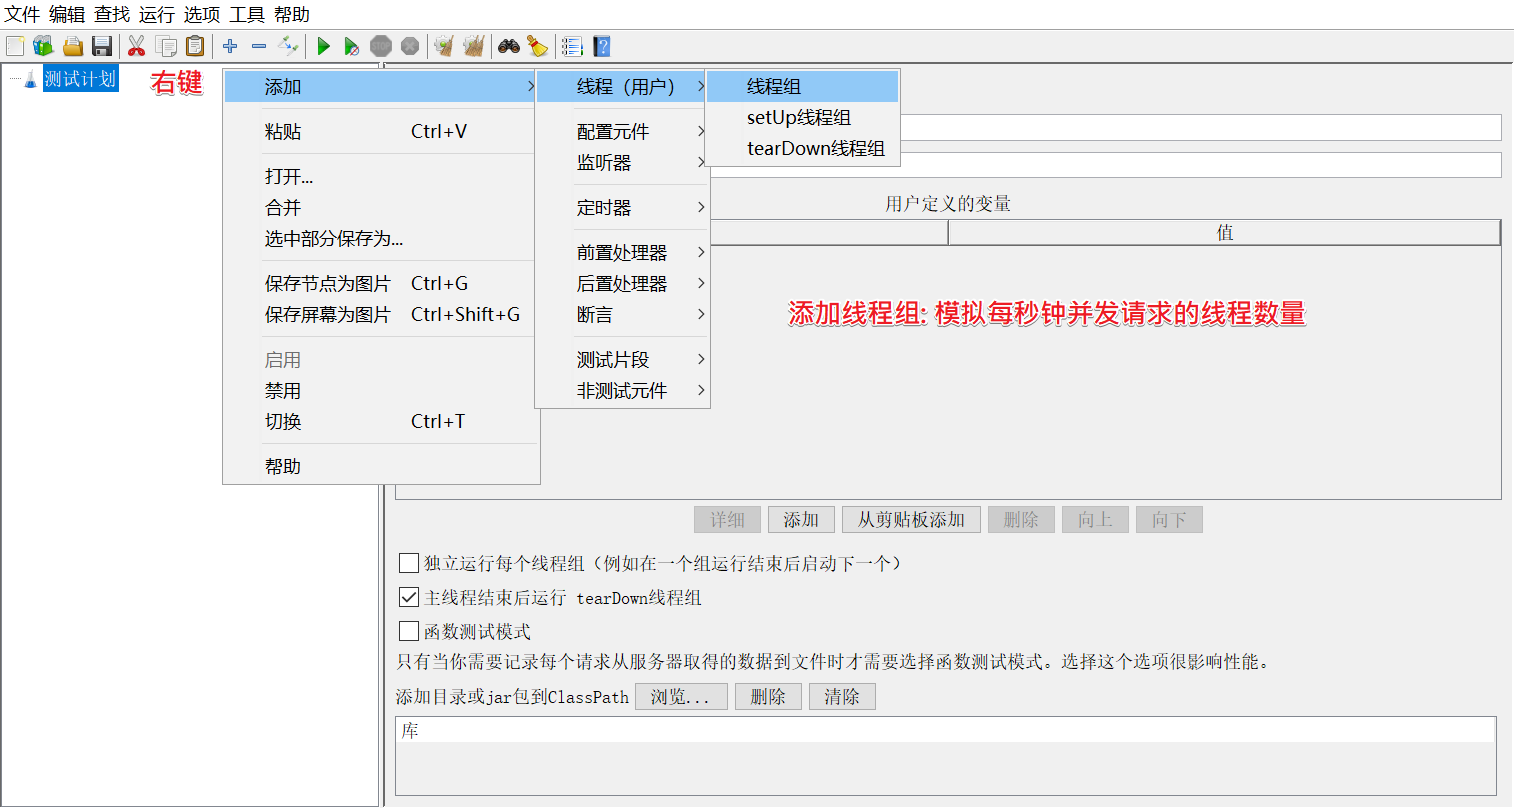 文件 编辑 查找 运行 选项 工具 帮助
STOP
测试计划
右键
添加
粘贴 Ctrl+V
打开...
合并
选中部分保存为...
保存节点为图片 Ctrl+G
保存屏幕为图片 Ctrl+Shift+G
启用
禁用
切换 Ctrl+T
帮助
线程（用户）
配置元件
监听器
定时器
前置处理器
后置处理器
断言
测试片段
非测试元件
线程组
setUp线程组
tearDown线程组
用户定义的变量
值
添加线程组: 模拟每秒钟并发请求的线程数量
详细 添加 从剪贴板添加 删除 向上 向下
独立运行每个线程组（例如在一个组运行结束后启动下一个）
主线程结束后运行 tearDown线程组
函数测试模式
只有当你需要记录每个请求从服务器取得的数据到文件时才需要选择函数测试模式。选择这个选项很影响性能。
添加目录或jar包到ClassPath 浏览... 删除 清除
库